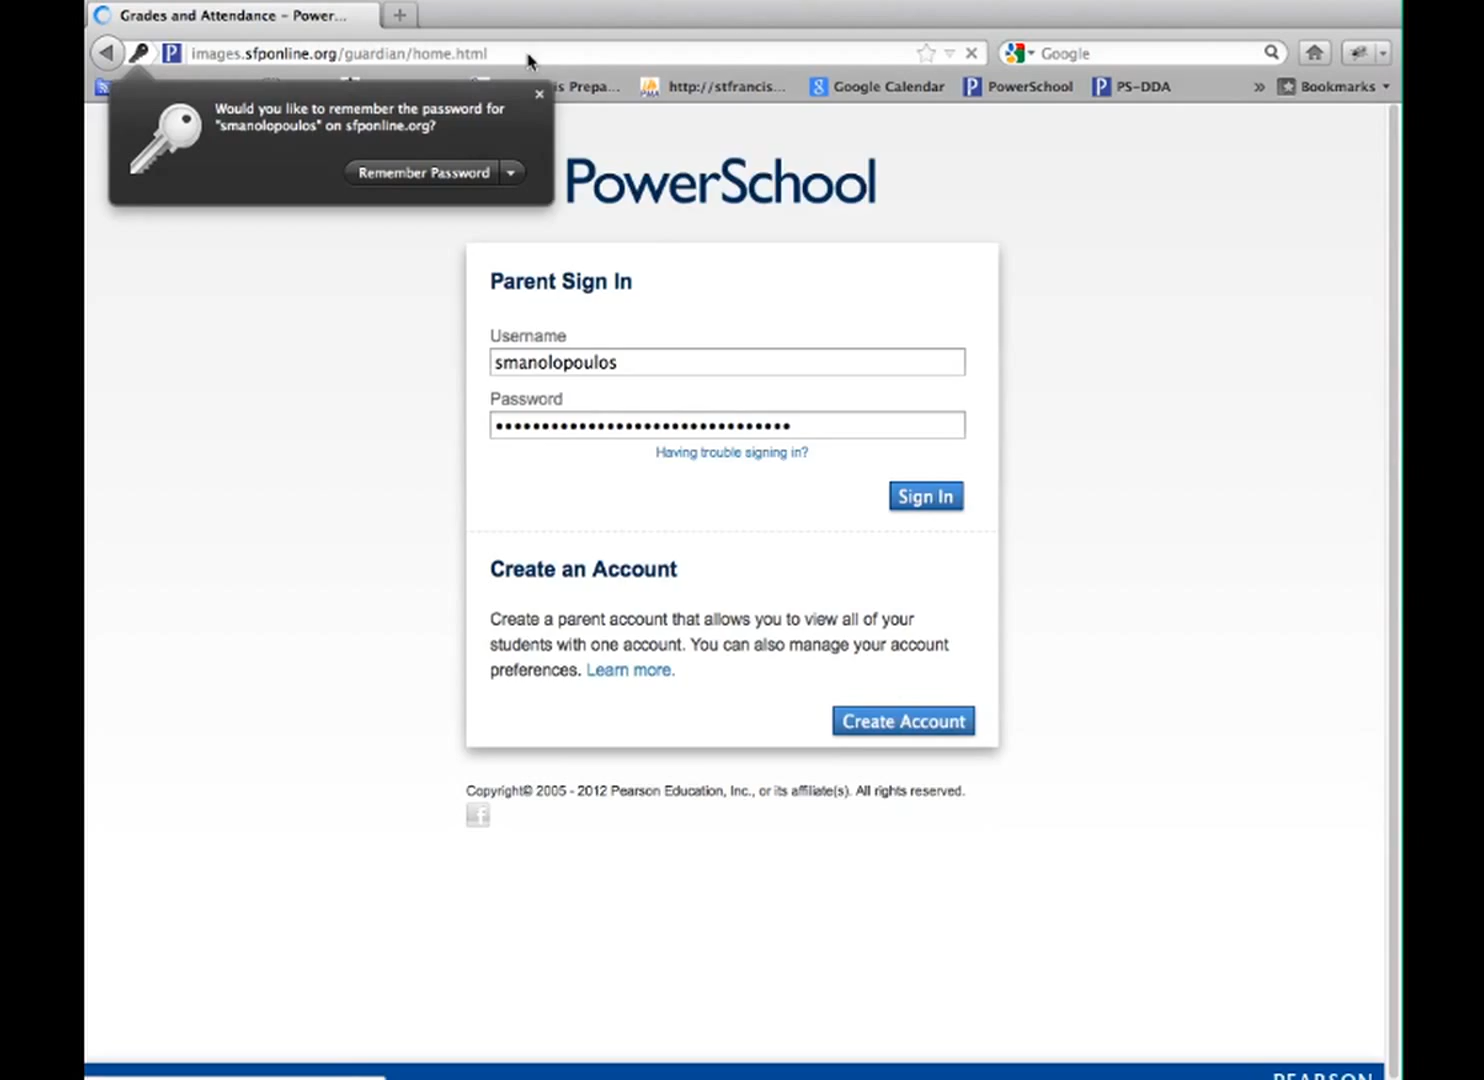 Grades and Attendance – Power...
images.sfponline.org/guardian/home.html
Google
is Prepa...
http://stfrancis...
Google Calendar
PowerSchool
PS-DDA
»
Bookmarks
Would you like to remember the password for
"smanolopoulos" on sfponline.org?
Remember Password
PowerSchool
Parent Sign In
Username
smanolopoulos
Password
Having trouble signing in?
Sign In
Create an Account
Create a parent account that allows you to view all of your
students with one account. You can also manage your account
preferences. Learn more.
Create Account
Copyright© 2005 - 2012 Pearson Education, Inc., or its affiliate(s). All rights reserved.
PEARSON